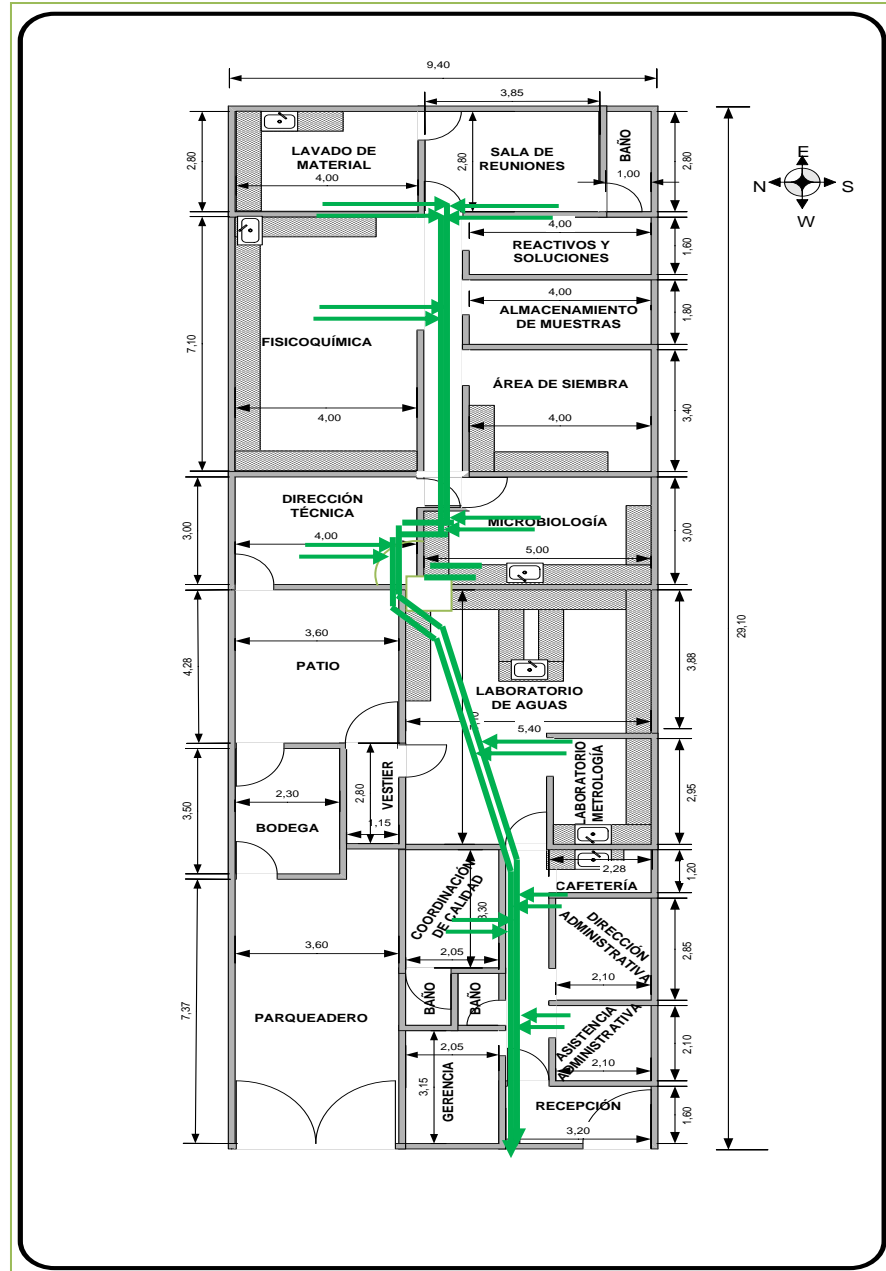 9,40
3,85
2,80
LAVADO DE
MATERIAL
4,00
2,80
SALA DE
REUNIONES
BAÑO
1,00
2,80
E
N
S
W
4,00
REACTIVOS Y
SOLUCIONES
1,60
4,00
ALMACENAMIENTO
DE MUESTRAS
1,80
7,10
FISICOQUÍMICA
4,00
ÁREA DE SIEMBRA
4,00
3,40
3,00
DIRECCIÓN
TÉCNICA
4,00
MICROBIOLOGÍA
5,00
3,00
29,10
4,28
3,60
PATIO
LABORATORIO
DE AGUAS
5,40
3,88
3,50
2,30
BODEGA
2,80
VESTIER
1,15
LABORATORIO
METROLOGÍA
2,95
2,28
CAFETERÍA
1,20
COORDINACIÓN
DE CALIDAD
3,30
2,05
DIRECCIÓN
ADMINISTRATIVA
2,10
2,85
7,37
3,60
PARQUEADERO
BAÑO
BAÑO
ASISTENCIA
ADMINISTRATIVA
2,10
2,10
2,05
3,15
GERENCIA
RECEPCIÓN
3,20
1,60